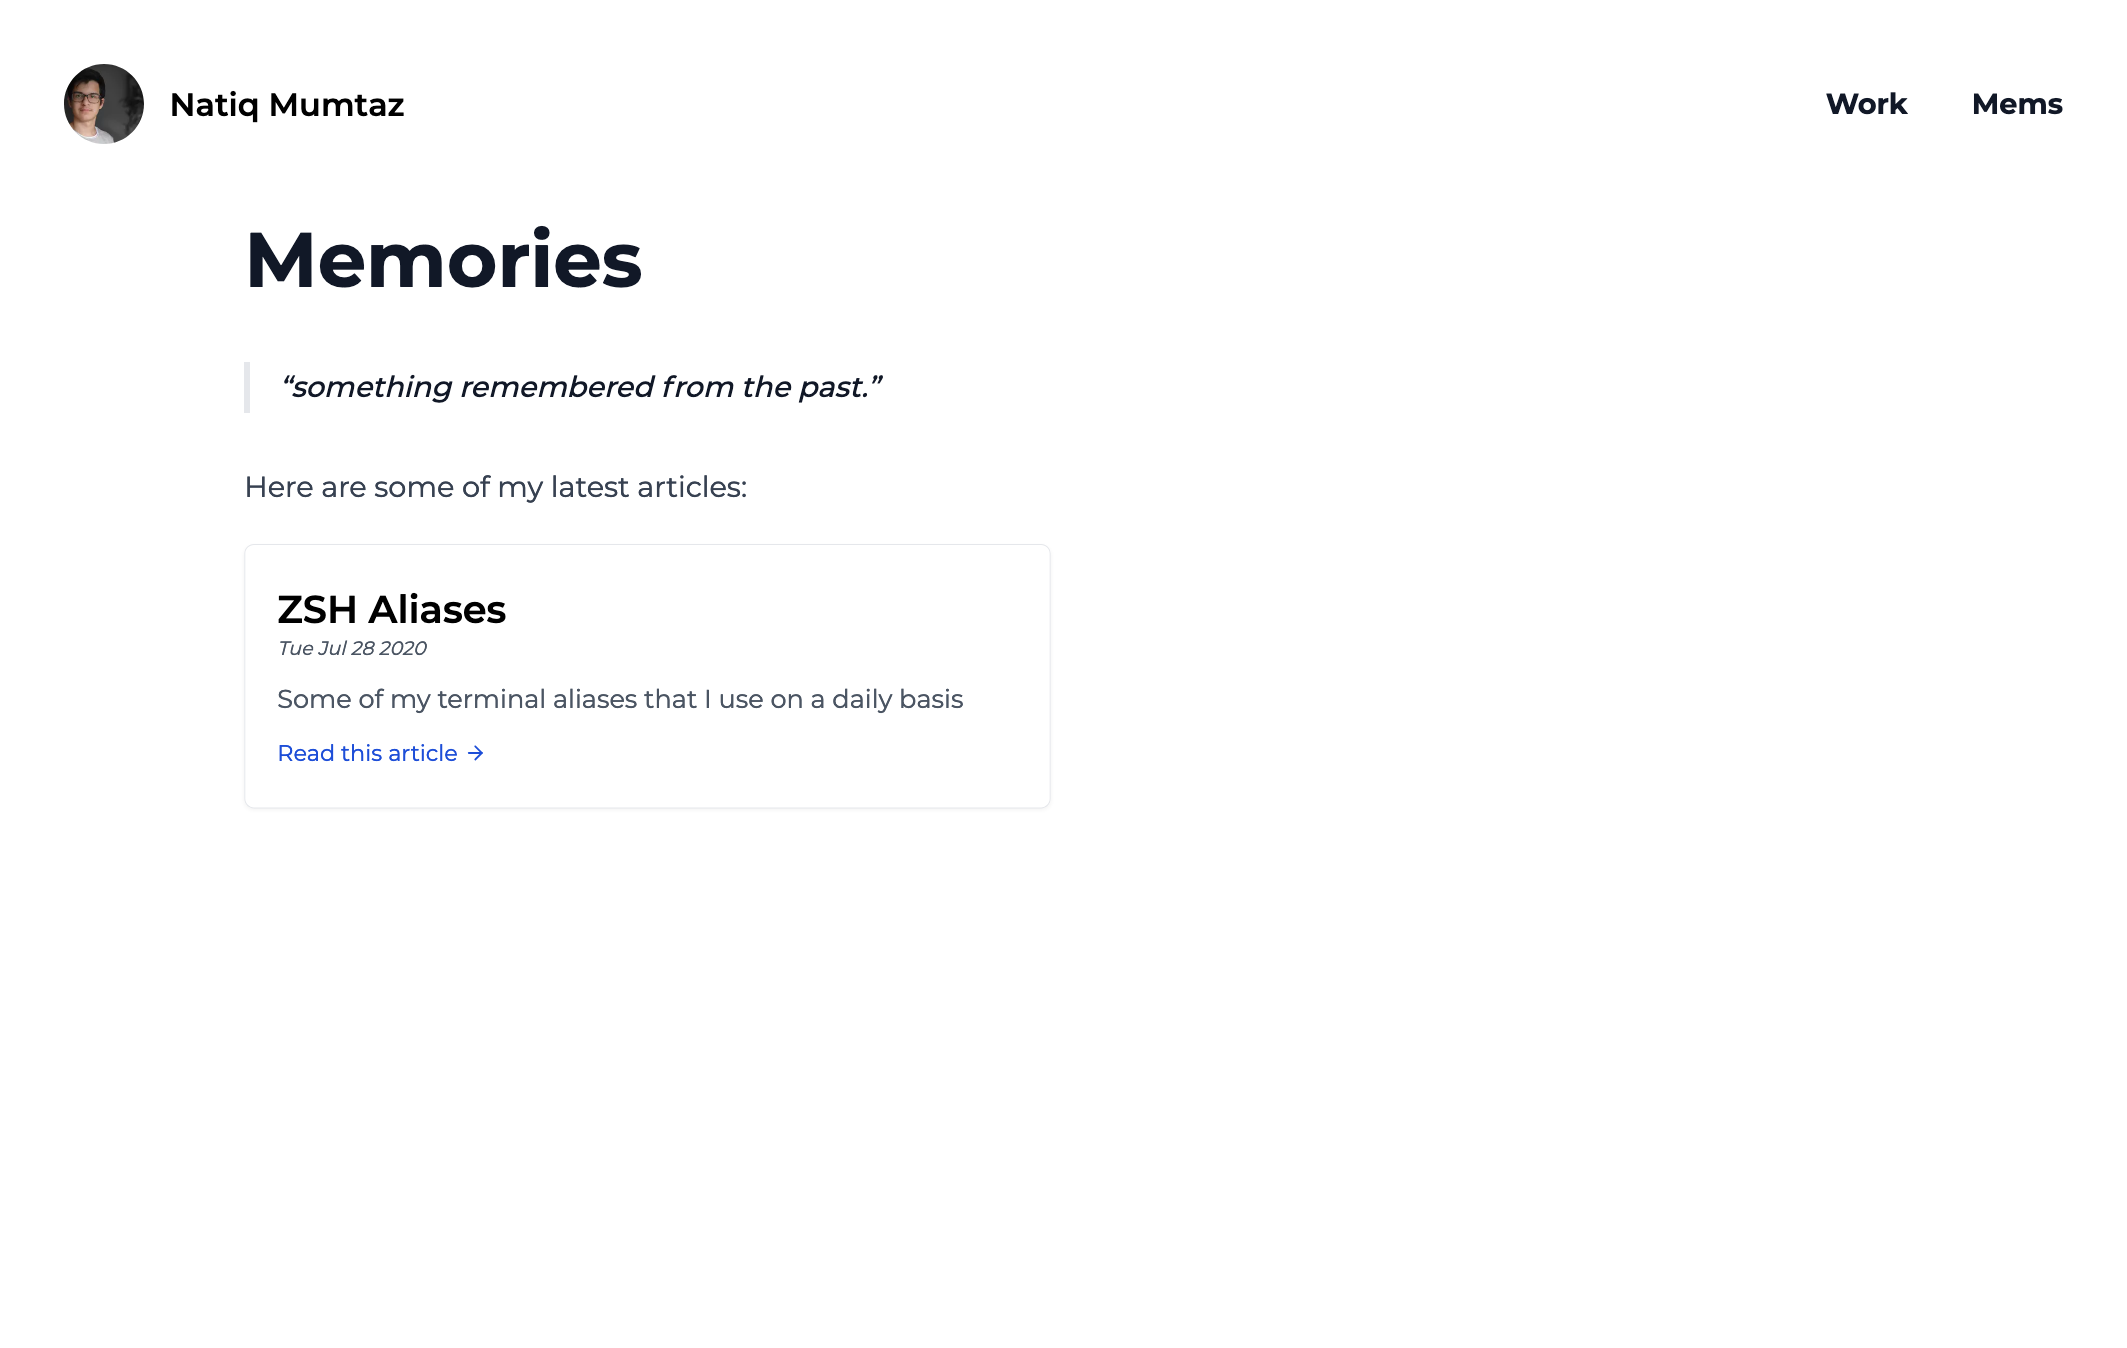 Natiq Mumtaz
Work
Mems
Memories
“something remembered from the past.”
Here are some of my latest articles:
ZSH Aliases
Tue Jul 28 2020
Some of my terminal aliases that I use on a daily basis
Read this article →